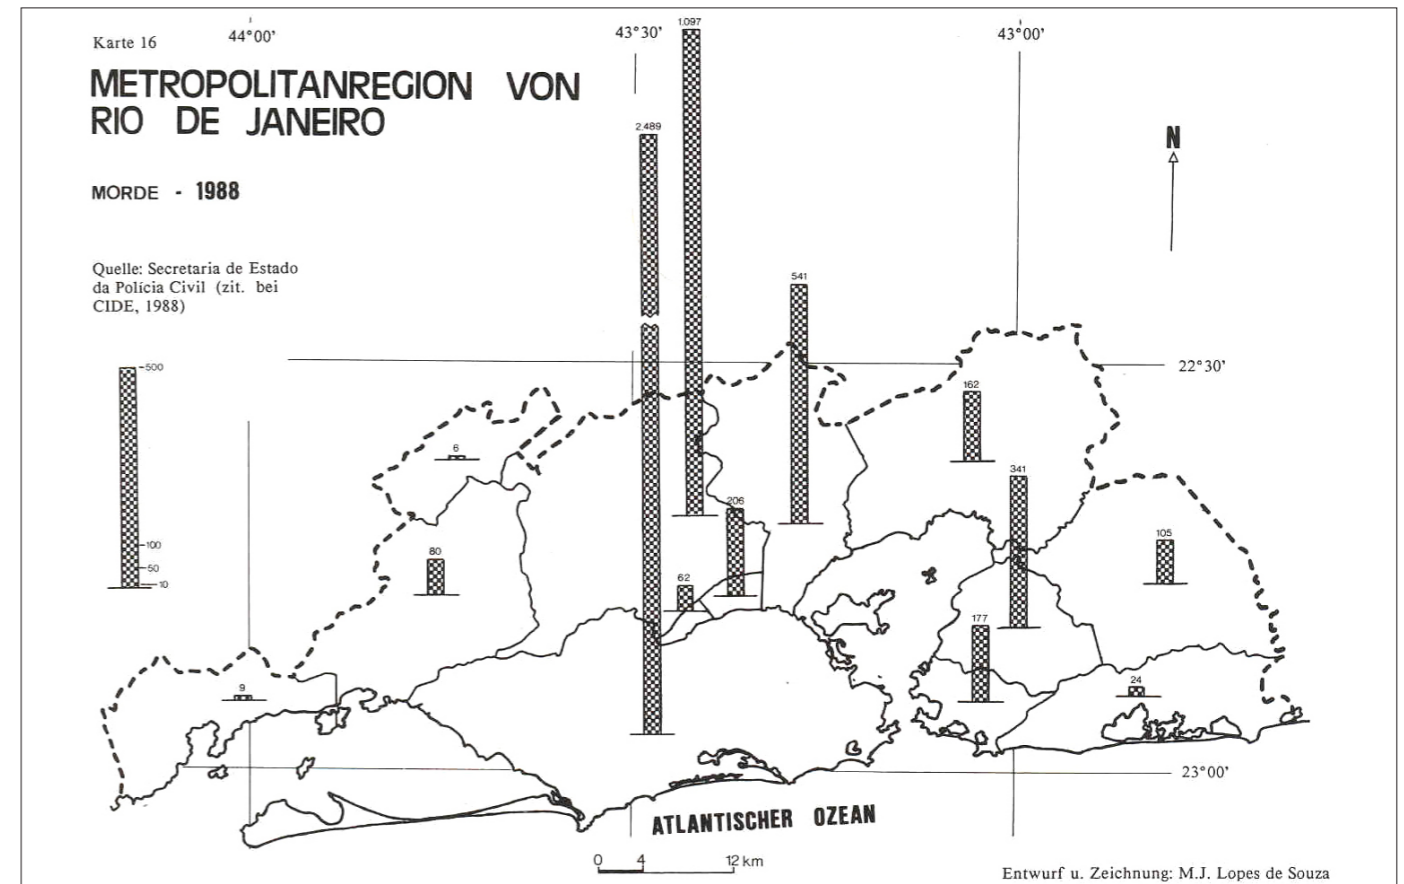 Karte 16
44°00'
43°30'
1.097
43°00'
METROPOLITANREGION VON
RIO DE JANEIRO
2.489
N
MORDE - 1988
Quelle: Secretaria de Estado
da Polícia Civil (zit. bei
CIDE, 1988)
541
500
22°30'
162
6
341
206
100
50
10
80
62
105
177
9
24
23°00'
ATLANTISCHER OZEAN
0 4 12 km
Entwurf u. Zeichnung: M.J. Lopes de Souza